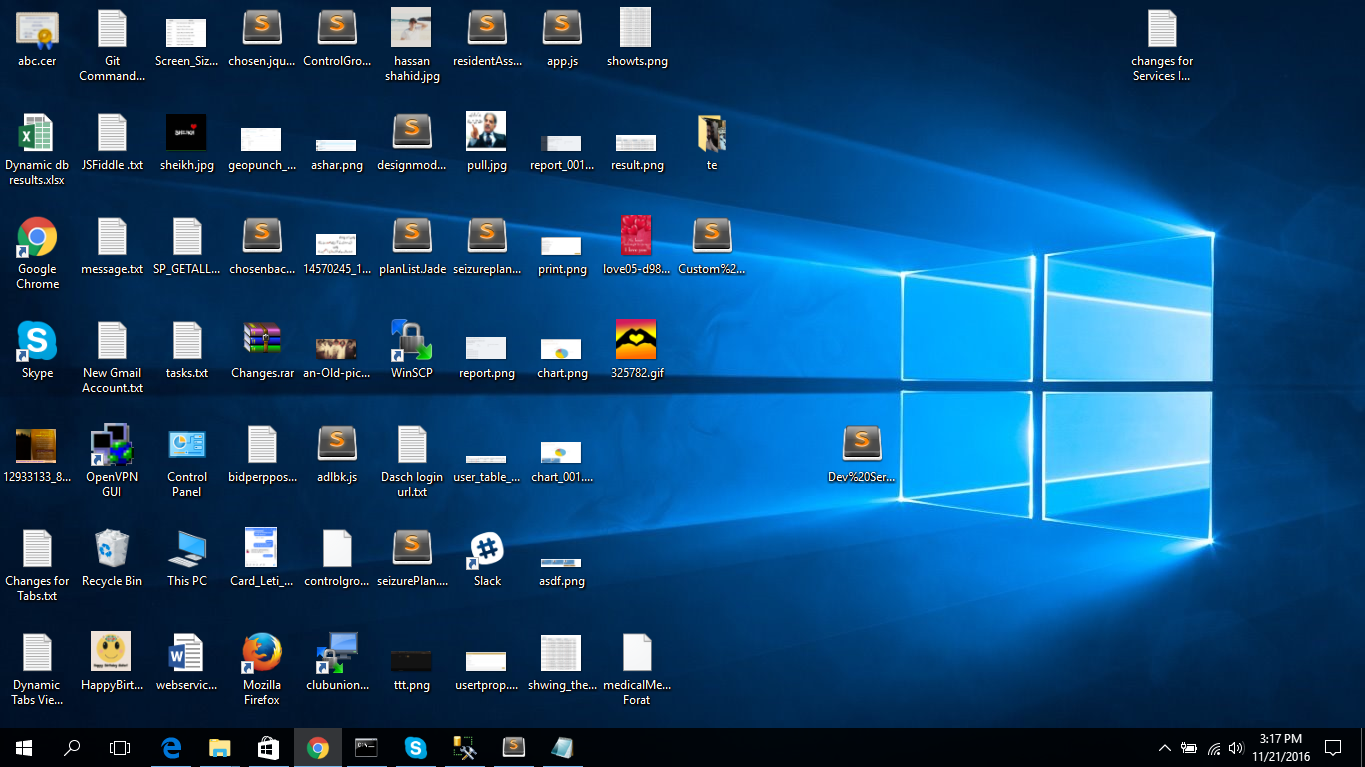 abc.cer
Git
Command...
Screen_Siz...
chosen.jqu...
ControlGro...
hassan
shahid.jpg
residentAss...
app.js
showts.png
changes for
Services I...
Dynamic db
results.xlsx
JSFiddle .txt
sheikh.jpg
geopunch_...
ashar.png
designmod...
pull.jpg
report_001...
result.png
te
Google
Chrome
message.txt
SP_GETALL...
chosenbac...
14570245_1...
planList.Jade
seizureplan...
print.png
love05-d98...
Custom%2...
Skype
New Gmail
Account.txt
tasks.txt
Changes.rar
an-Old-pic...
WinSCP
report.png
chart.png
325782.gif
12933133_8...
OpenVPN
GUI
Control
Panel
bidperppos...
adlbk.js
Dasch login
url.txt
user_table_...
chart_001....
Dev%20Ser...
Changes for
Tabs.txt
Recycle Bin
This PC
Card_Leti_...
controlgro...
seizurePlan....
Slack
asdf.png
Dynamic
Tabs Vie...
HappyBirt...
webservic...
Mozilla
Firefox
clubunion...
ttt.png
usertprop....
shwing_the...
medicalMe...
Forat
3:17 PM
11/21/2016